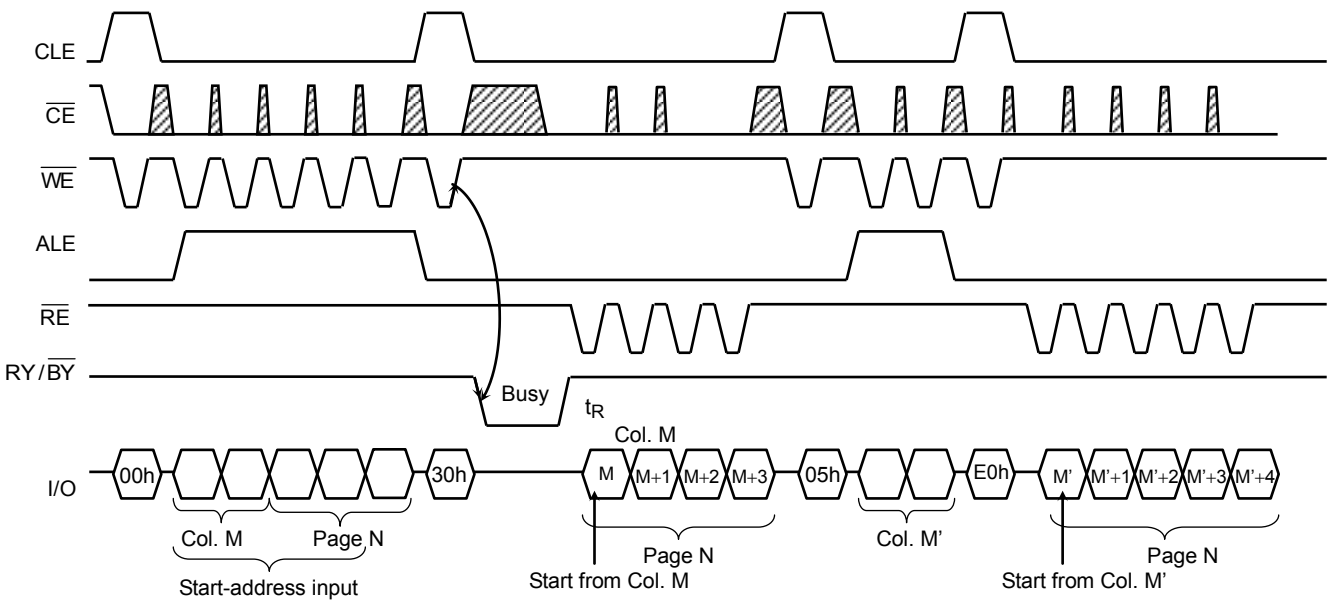 CLE
CE
WE
ALE
RE
RY/BY
Busy
tR
Col. M
I/O
00h
30h
M
M+1
M+2
M+3
05h
E0h
M'
M'+1
M'+2
M'+3
M'+4
Col. M
Page N
Page N
Col. M'
Page N
Start-address input
Start from Col. M
Start from Col. M'